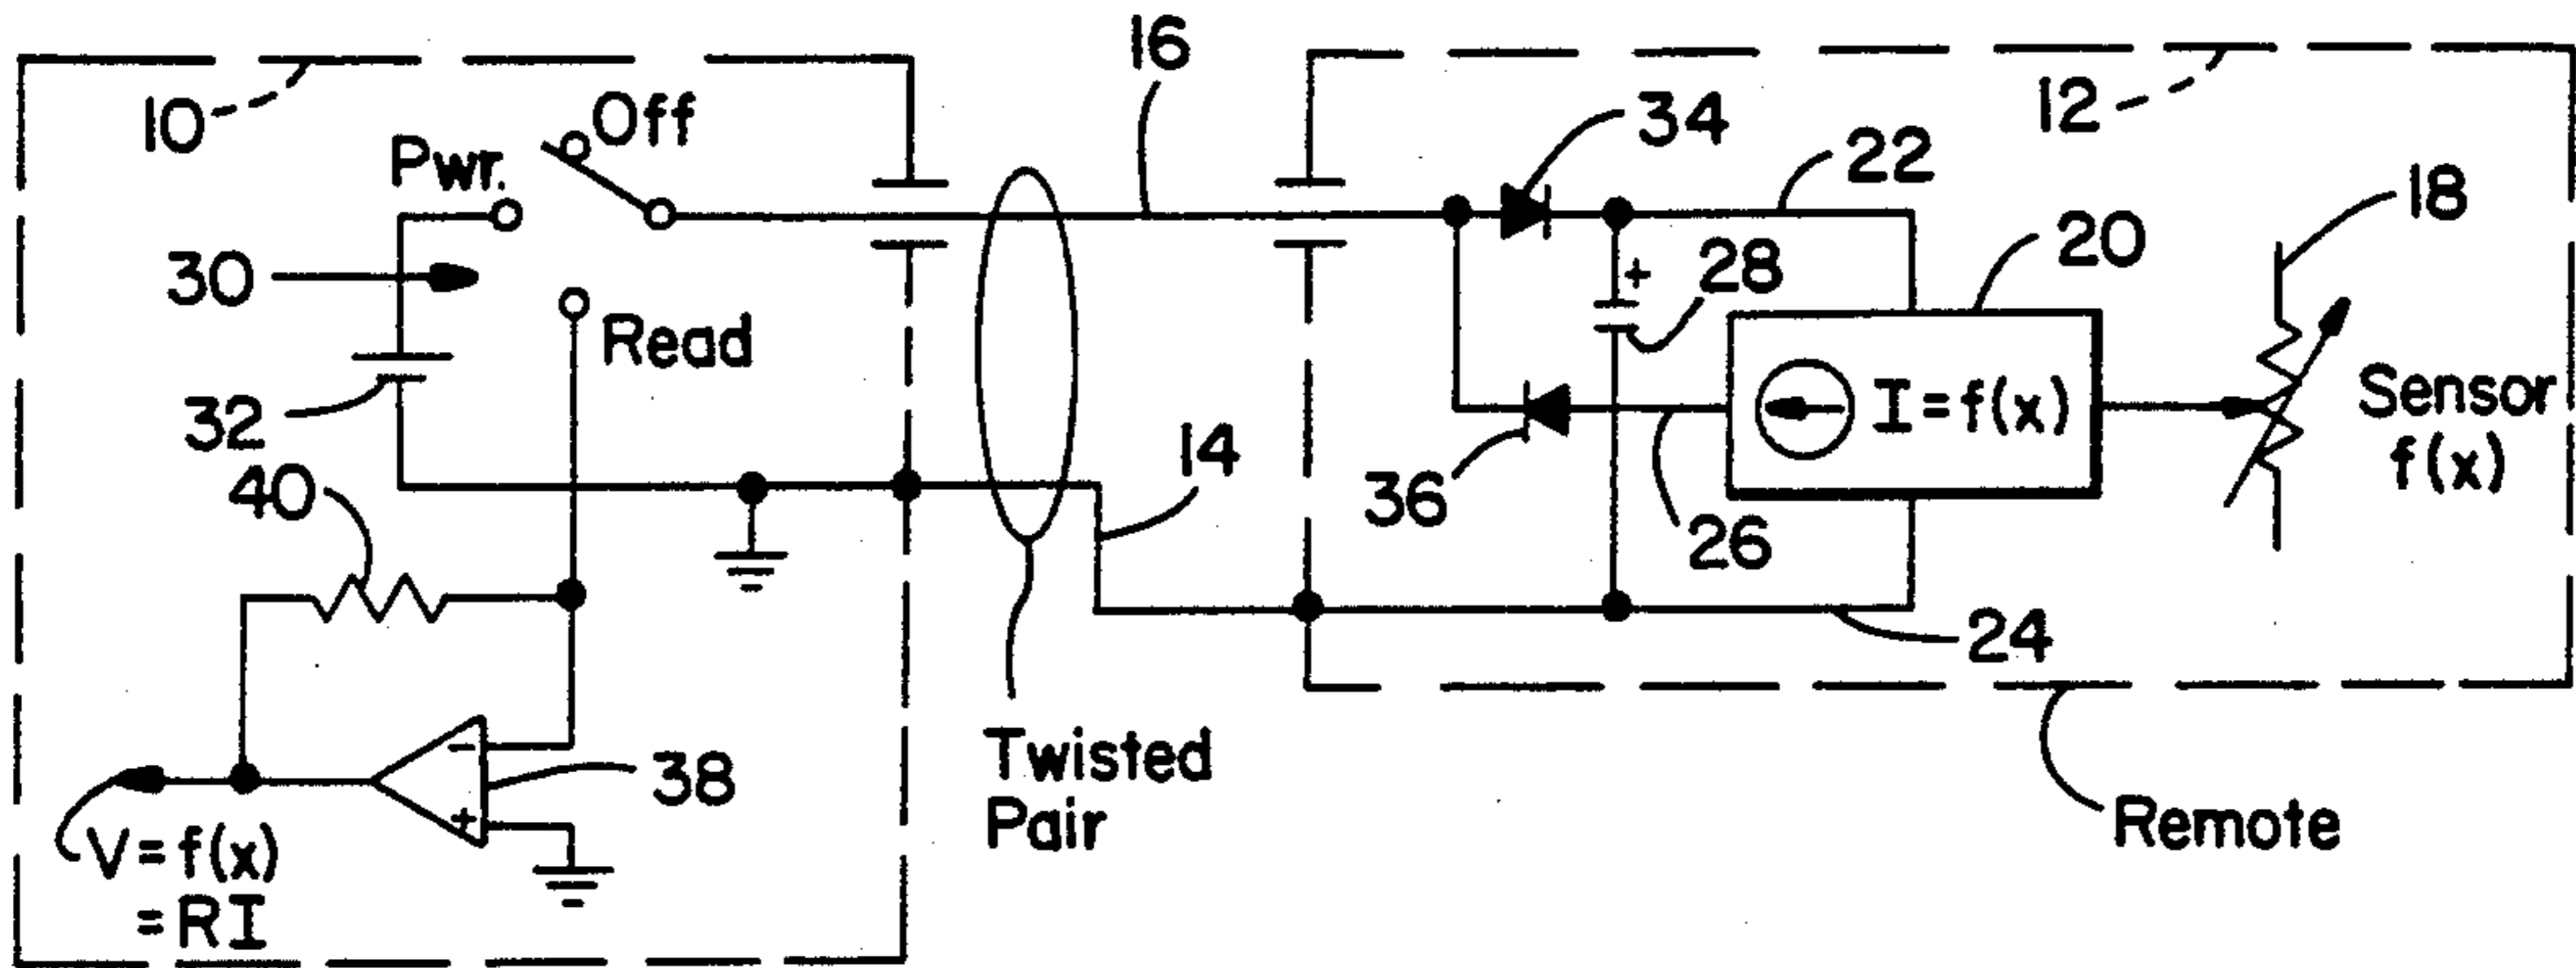 10
Off
Pwr.
30
Read
32
40
38
V=f(x)
=RI
16
14
Twisted
Pair
12
34
22
18
20
+
28
I=f(x)
Sensor
f(x)
36
26
24
Remote
-
+